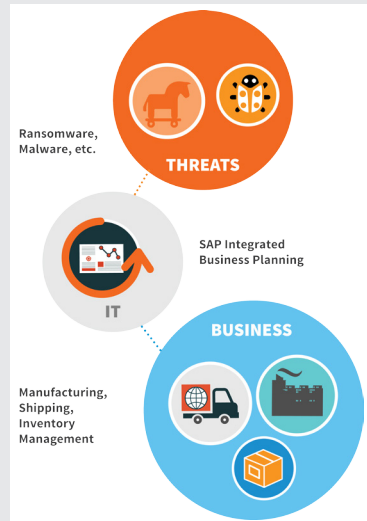 Ransomware,
Malware, etc.
THREATS
SAP Integrated
Business Planning
IT
BUSINESS
Manufacturing,
Shipping,
Inventory
Management